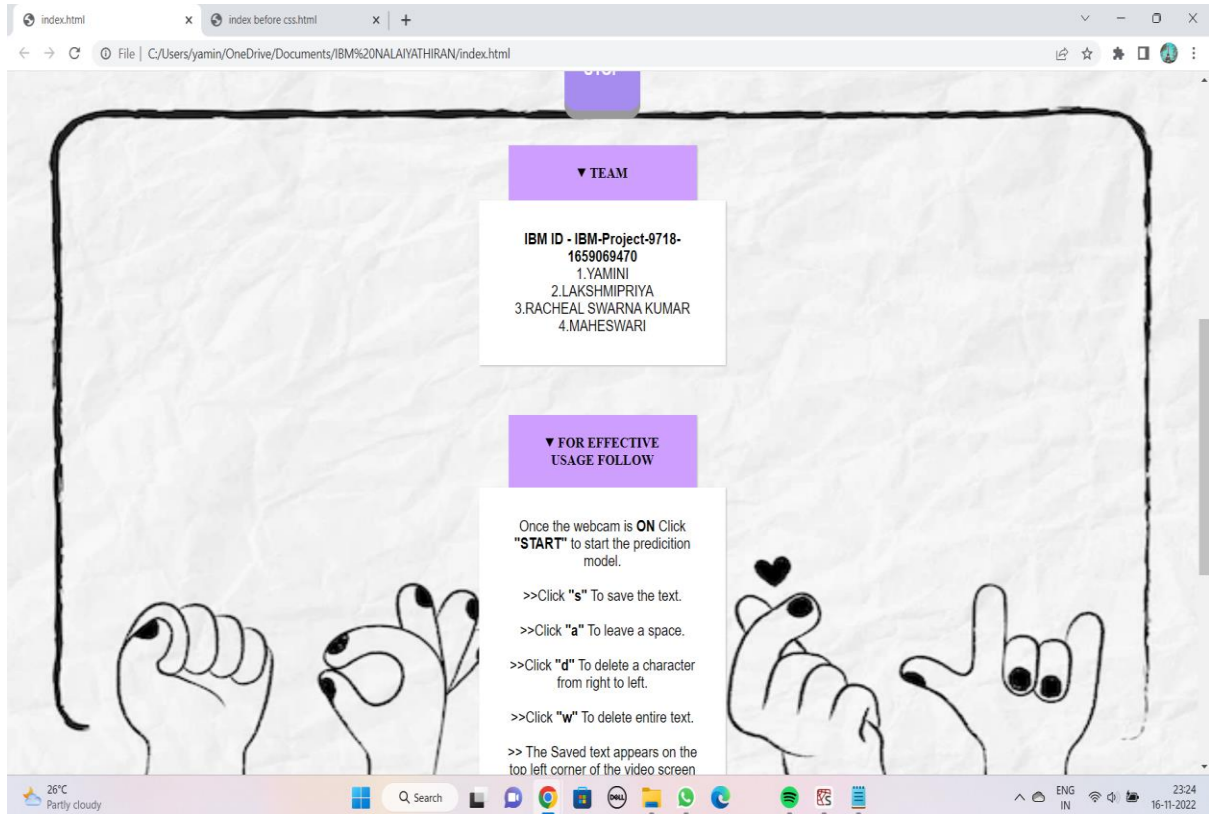 index.html
index before css.html
File | C:/Users/yamin/OneDrive/Documents/IBM%20NALAIYATHIRAN/index.html
STOP
▼ TEAM
IBM ID - IBM-Project-9718-
1659069470
1.YAMINI
2.LAKSHMIPRIYA
3.RACHEAL SWARNA KUMAR
4.MAHESWARI
▼ FOR EFFECTIVE
USAGE FOLLOW
Once the webcam is ON Click
"START" to start the predicition
model.
>>Click "s" To save the text.
>>Click "a" To leave a space.
>>Click "d" To delete a character
from right to left.
>>Click "w" To delete entire text.
>> The Saved text appears on the
top left corner of the video screen
26°C
Partly cloudy
Search
DELL
ENG
IN
23:24
16-11-2022